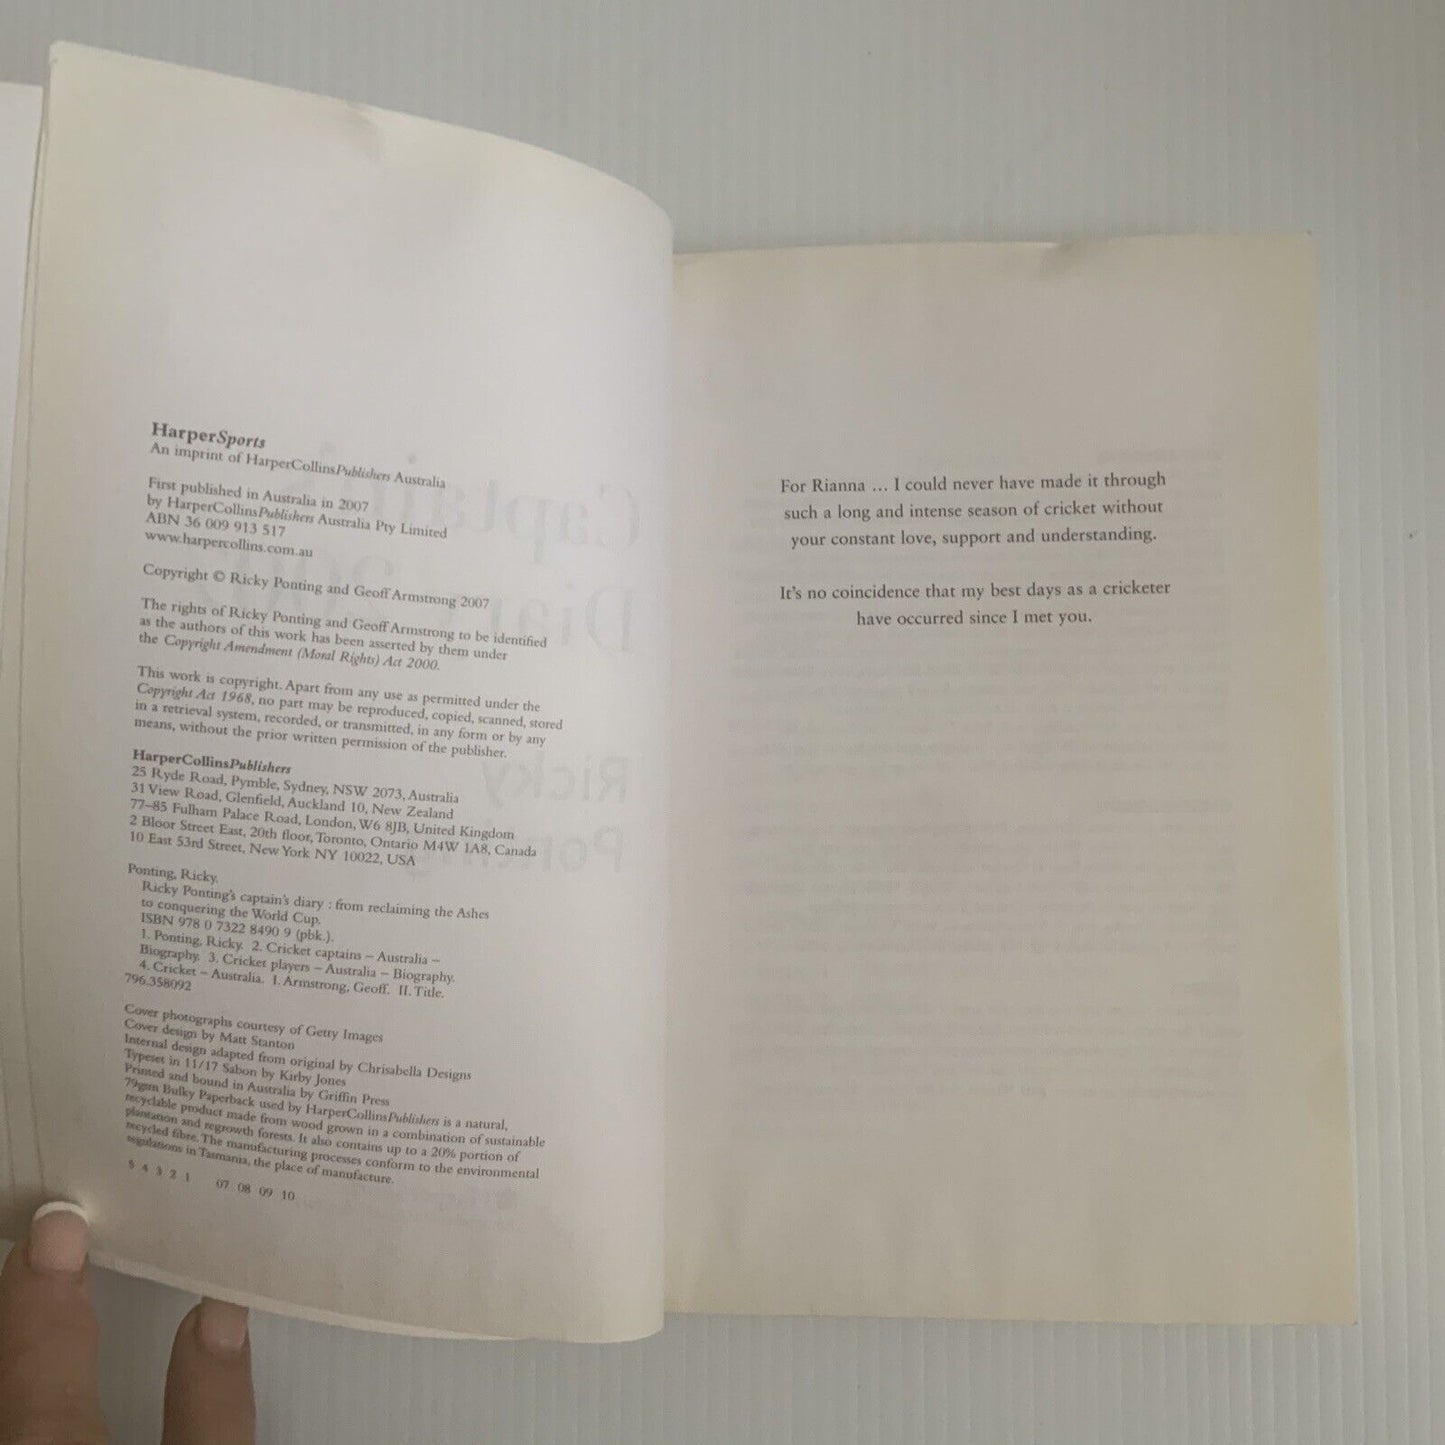 HarperSports
An imprint of HarperCollinsPublishers Australia
First published in Australia in 2007
by HarperCollinsPublishers Australia Pty Limited
ABN 36 009 913 517
www.harpercollins.com.au
Copyright © Ricky Ponting and Geoff Armstrong 2007
The rights of Ricky Ponting and Geoff Armstrong to be identified
as the authors of this work has been asserted by them under
the Copyright Amendment (Moral Rights) Act 2000.
This work is copyright. Apart from any use as permitted under the
Copyright Act 1968, no part may be reproduced, copied, scanned, stored
in a retrieval system, recorded, or transmitted, in any form or by any
means, without the prior written permission of the publisher.
HarperCollinsPublishers
25 Ryde Road, Pymble, Sydney, NSW 2073, Australia
31 View Road, Glenfield, Auckland 10, New Zealand
77–85 Fulham Palace Road, London, W6 8JB, United Kingdom
2 Bloor Street East, 20th floor, Toronto, Ontario M4W 1A8, Canada
10 East 53rd Street, New York NY 10022, USA
Ponting, Ricky.
Ricky Ponting's captain's diary : from reclaiming the Ashes
to conquering the World Cup.
ISBN 978 0 7322 8490 9 (pbk.).
1. Ponting, Ricky. 2. Cricket captains – Australia –
Biography. 3. Cricket players – Australia – Biography.
4. Cricket – Australia. I. Armstrong, Geoff. II. Title.
796.358092
Cover photographs courtesy of Getty Images
Cover design by Matt Stanton
Internal design adapted from original by Chrisabella Designs
Typeset in 11/17 Sabon by Kirby Jones
Printed and bound in Australia by Griffin Press
79gsm Bulky Paperback used by HarperCollinsPublishers is a natural,
recyclable product made from wood grown in a combination of sustainable
plantation and regrowth forests. It also contains up to a 20% portion of
recycled fibre. The manufacturing processes conform to the environmental
regulations in Tasmania, the place of manufacture.
5 4 3 2 1 07 08 09 10
For Rianna ... I could never have made it through
such a long and intense season of cricket without
your constant love, support and understanding.
It's no coincidence that my best days as a cricketer
have occurred since I met you.